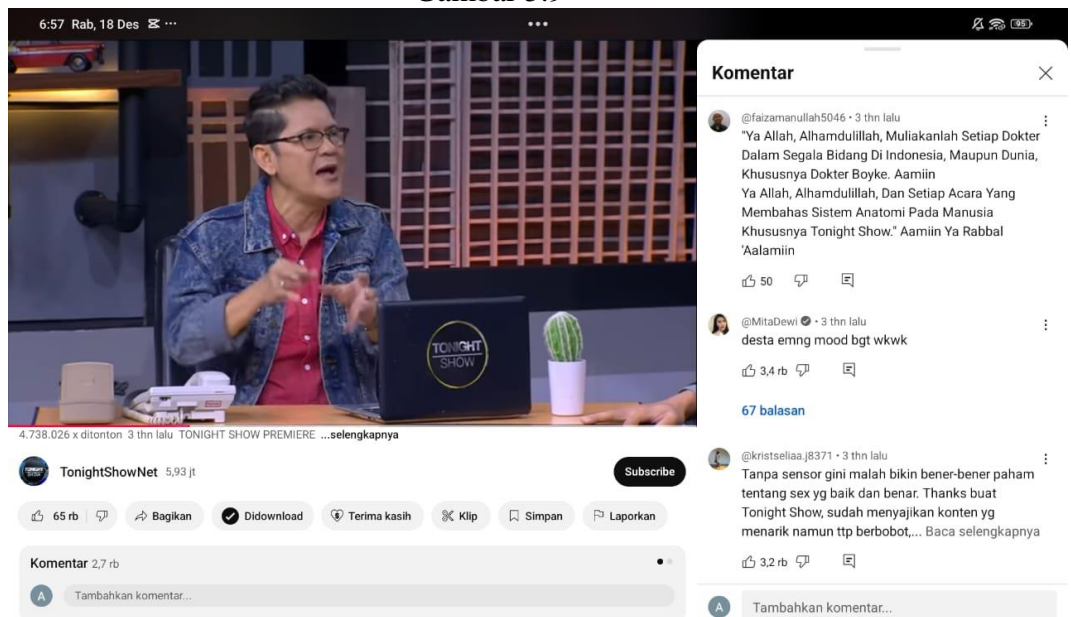 6:57 Rab, 18 Des
95
TONIGHT
SHOW
4.738.026 x ditonton 3 thn lalu TONIGHT SHOW PREMIERE ...selengkapnya
TonightShowNet 5,93 jt
Subscribe
65 rb
Bagikan
Didownload
Terima kasih
Klip
Simpan
Laporkan
Komentar 2,7 rb
A
Tambahkan komentar...
Komentar
@faizamanullah5046 • 3 thn lalu
"Ya Allah, Alhamdulillah, Muliakanlah Setiap Dokter
Dalam Segala Bidang Di Indonesia, Maupun Dunia,
Khususnya Dokter Boyke. Aamiin
Ya Allah, Alhamdulillah, Dan Setiap Acara Yang
Membahas Sistem Anatomi Pada Manusia
Khususnya Tonight Show." Aamiin Ya Rabbal
'Aalamiin
50
@MitaDewi • 3 thn lalu
desta emng mood bgt wkwk
3,4 rb
67 balasan
@kristseliaa.j8371 • 3 thn lalu
Tanpa sensor gini malah bikin bener-bener paham
tentang sex yg baik dan benar. Thanks buat
Tonight Show, sudah menyajikan konten yg
menarik namun ttp berbobot,... Baca selengkapnya
3,2 rb
A
Tambahkan komentar...